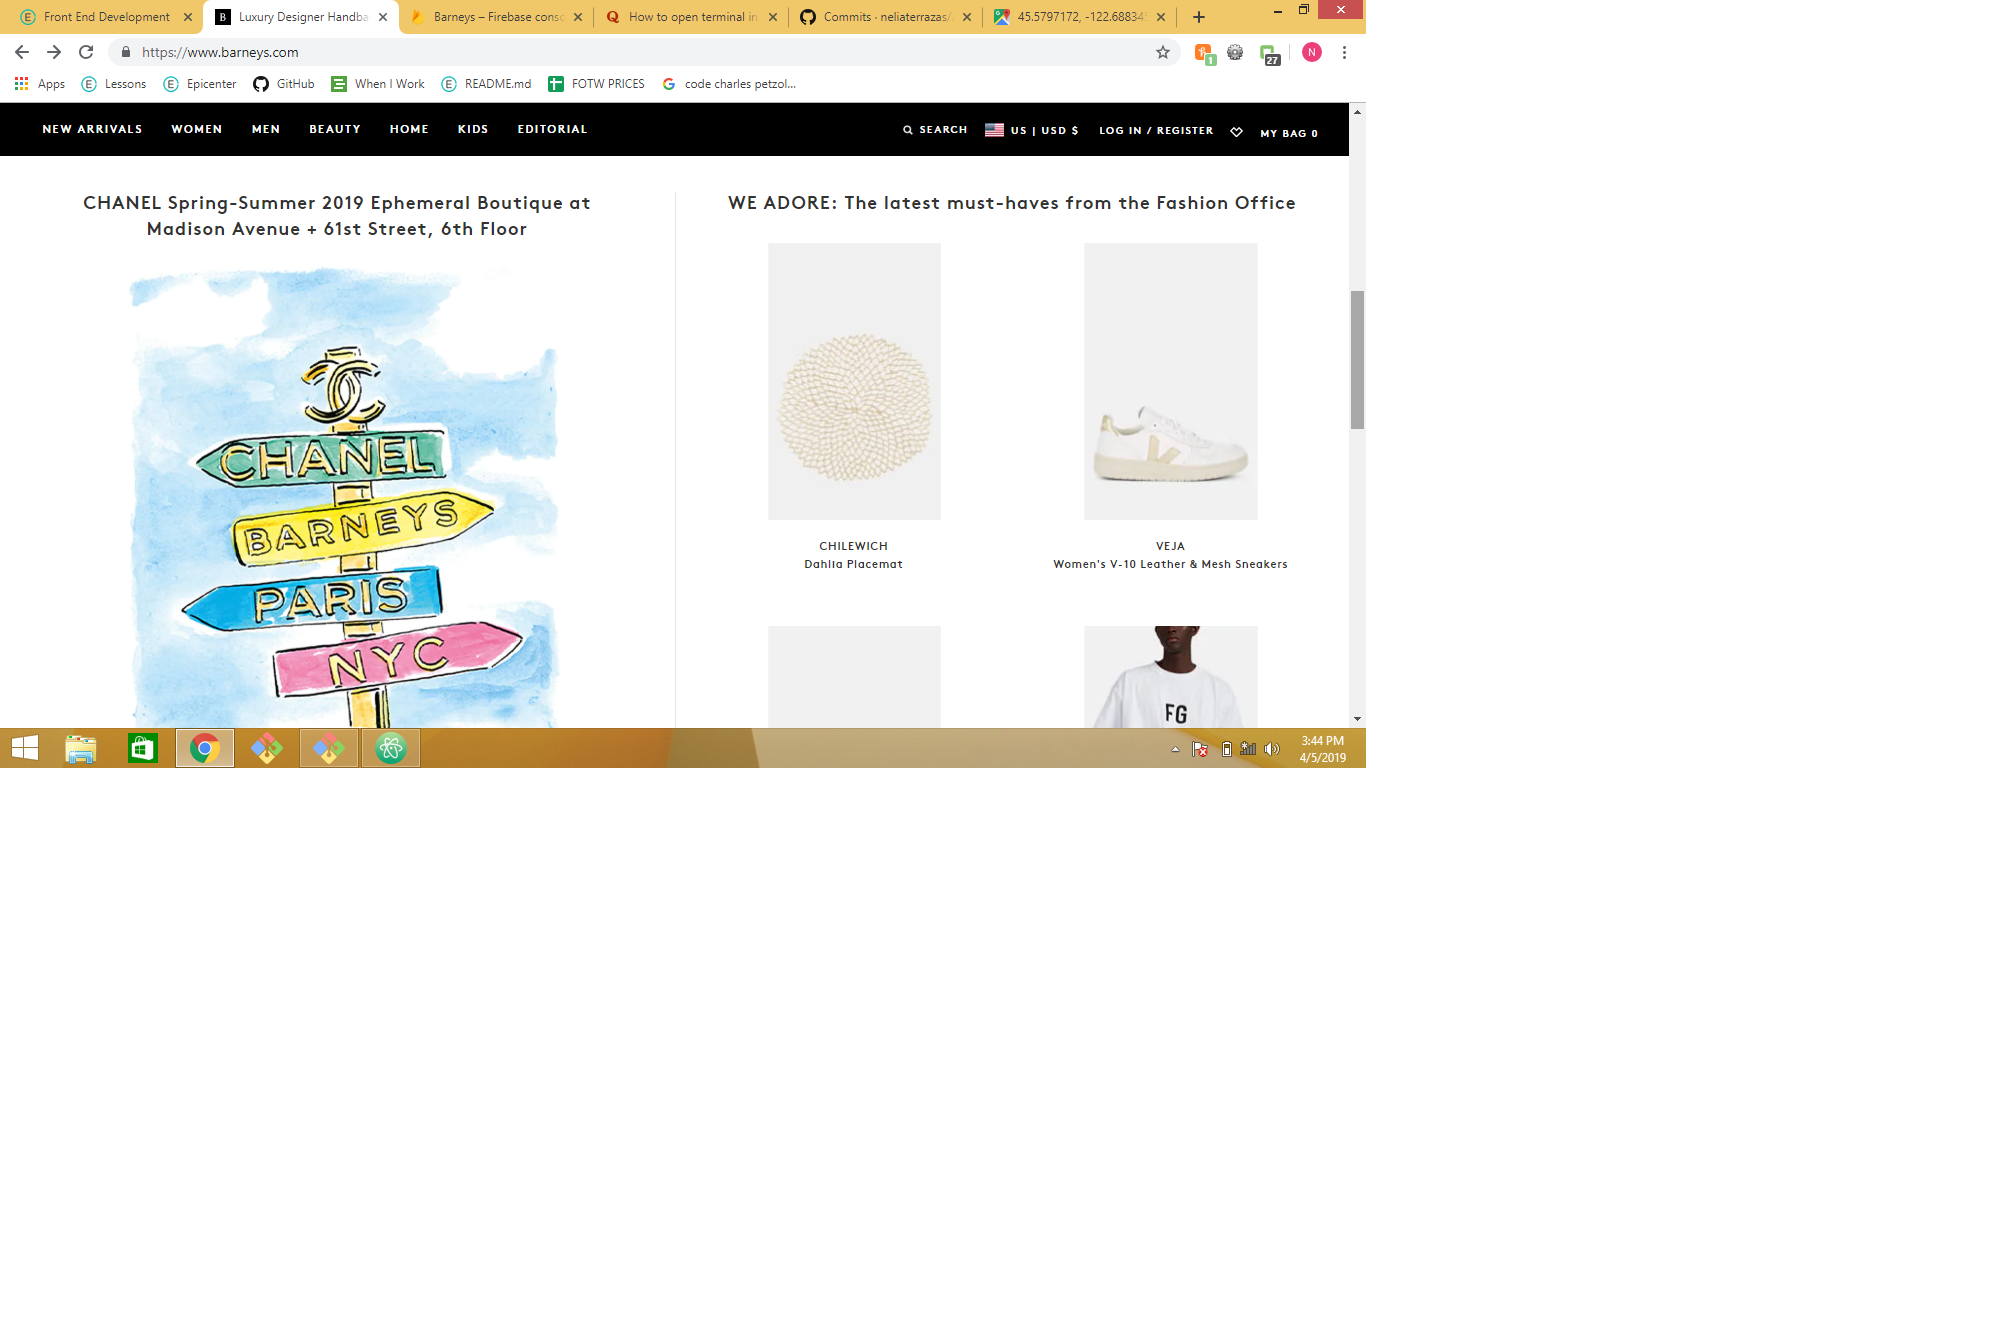 Front End Development
Luxury Designer Handba
Barneys – Firebase consc
How to open terminal in
Commits · neliaterrazas/
45.5797172, -122.68834
https://www.barneys.com
1
27
N
Apps
Lessons
Epicenter
GitHub
When I Work
README.md
FOTW PRICES
code charles petzol...
NEW ARRIVALS
WOMEN
MEN
BEAUTY
HOME
KIDS
EDITORIAL
SEARCH
US | USD $
LOG IN / REGISTER
MY BAG 0
CHANEL Spring-Summer 2019 Ephemeral Boutique at
Madison Avenue + 61st Street, 6th Floor
CHANEL
BARNEYS
PARIS
NYC
WE ADORE: The latest must-haves from the Fashion Office
CHILEWICH
Dahlia Placemat
VEJA
Women's V-10 Leather & Mesh Sneakers
FG
3:44 PM
4/5/2019